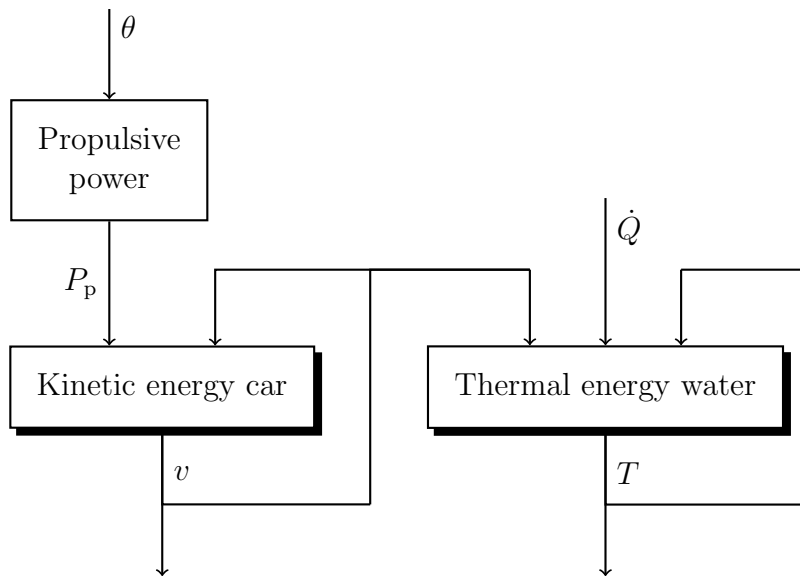 θ
Propulsive
power
Q̇
P_p
Kinetic energy car
Thermal energy water
v
T